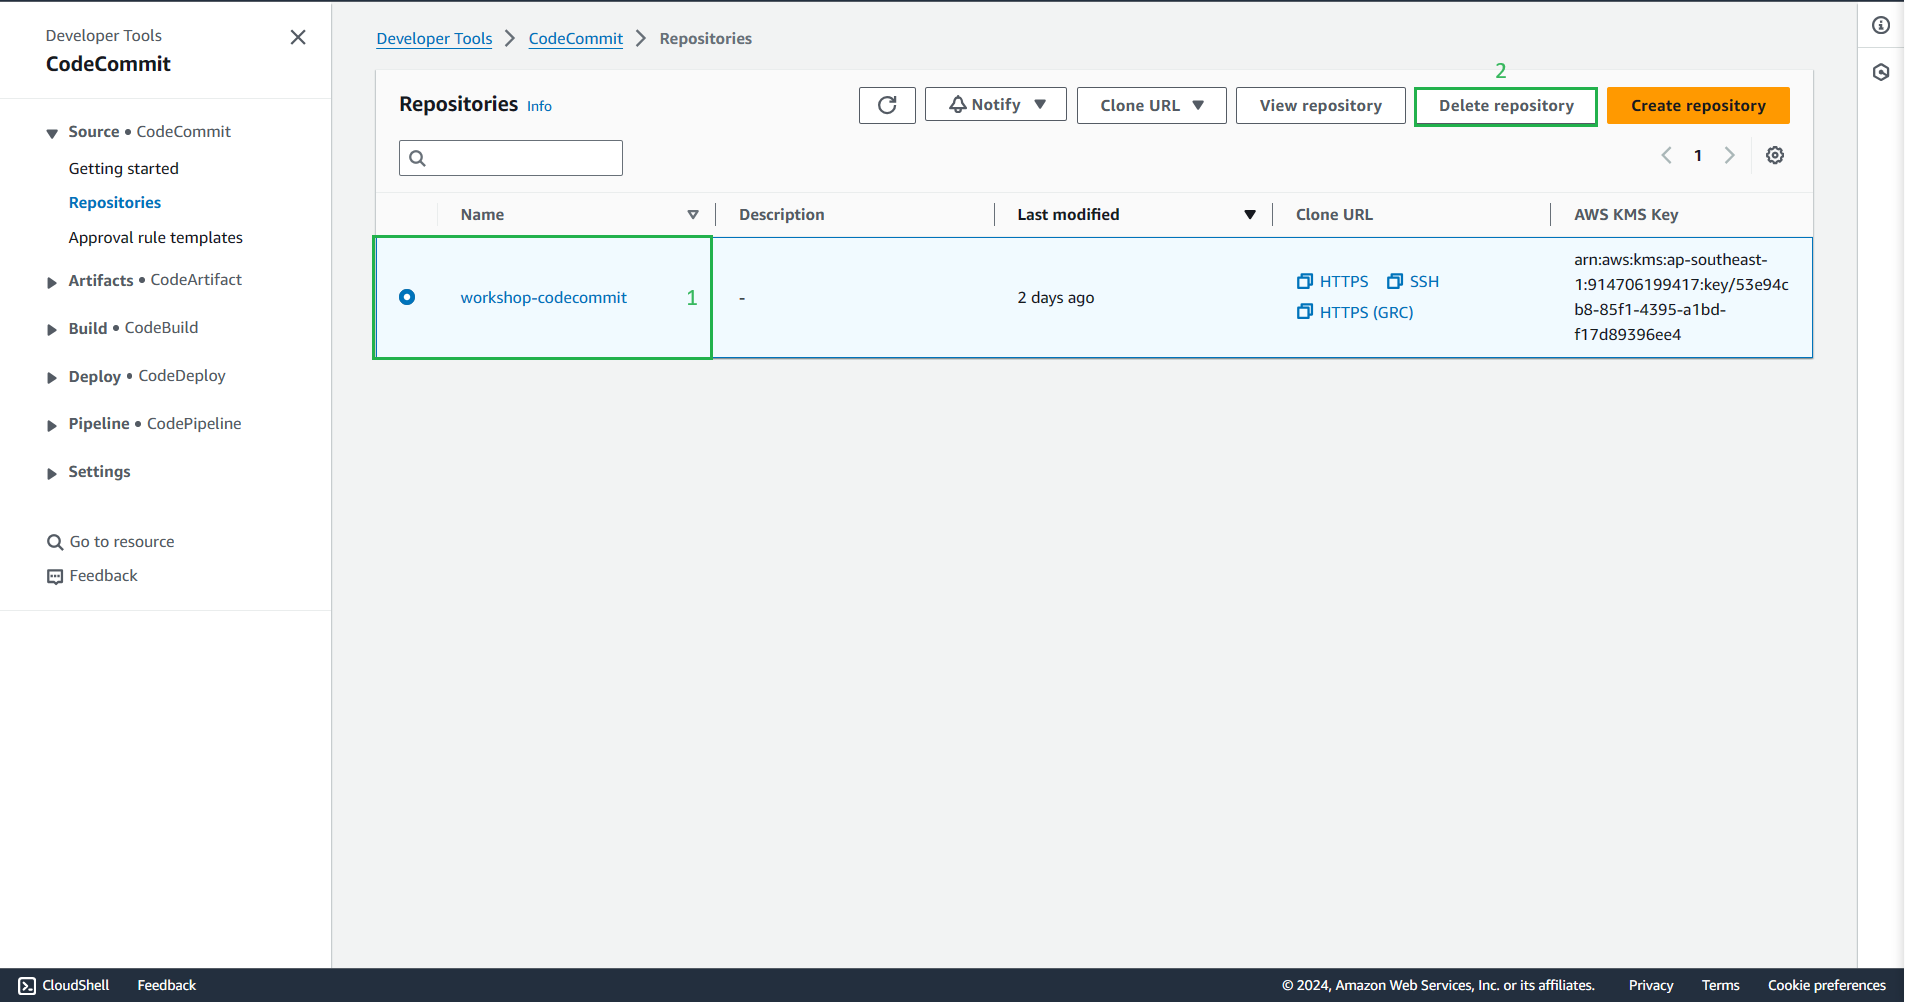 Developer Tools
CodeCommit
Source • CodeCommit
Getting started
Repositories
Approval rule templates
Artifacts • CodeArtifact
Build • CodeBuild
Deploy • CodeDeploy
Pipeline • CodePipeline
Settings
Go to resource
Feedback
Developer Tools > CodeCommit > Repositories
2
Repositories Info
Notify
Clone URL
View repository
Delete repository
Create repository
1
Name
Description
Last modified
Clone URL
AWS KMS Key
workshop-codecommit
1
-
2 days ago
HTTPS SSH
HTTPS (GRC)
arn:aws:kms:ap-southeast-
1:914706199417:key/53e94c
b8-85f1-4395-a1bd-
f17d89396ee4
CloudShell Feedback
© 2024, Amazon Web Services, Inc. or its affiliates. Privacy Terms Cookie preferences